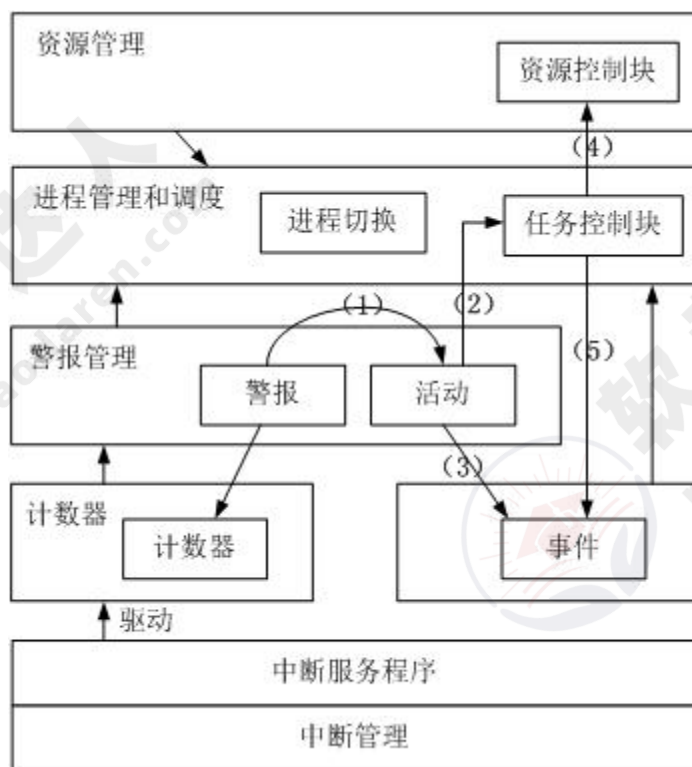 资源管理
资源控制块
(4)
进程管理和调度
进程切换
任务控制块
(1)
(2)
(5)
警报管理
警报
活动
(3)
计数器
计数器
事件
驱动
中断服务程序
中断管理